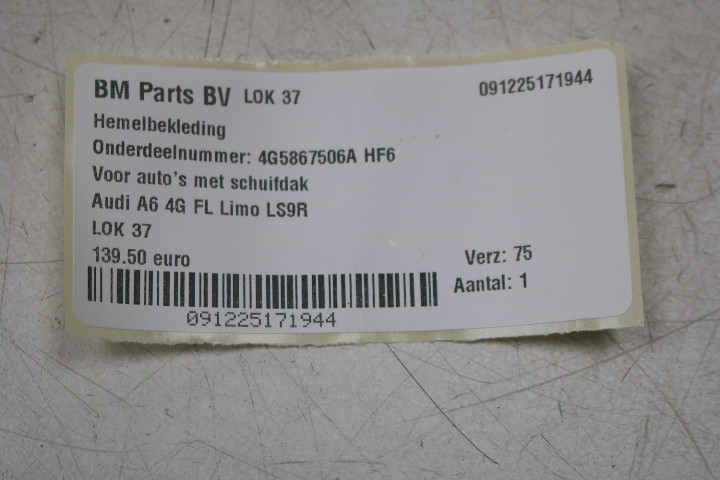 BM Parts BV LOK 37 091225171944
Hemelbekleding
Onderdeelnummer: 4G5867506A HF6
Voor auto's met schuifdak
Audi A6 4G FL Limo LS9R
LOK 37
139.50 euro Verz: 75
Aantal: 1
091225171944